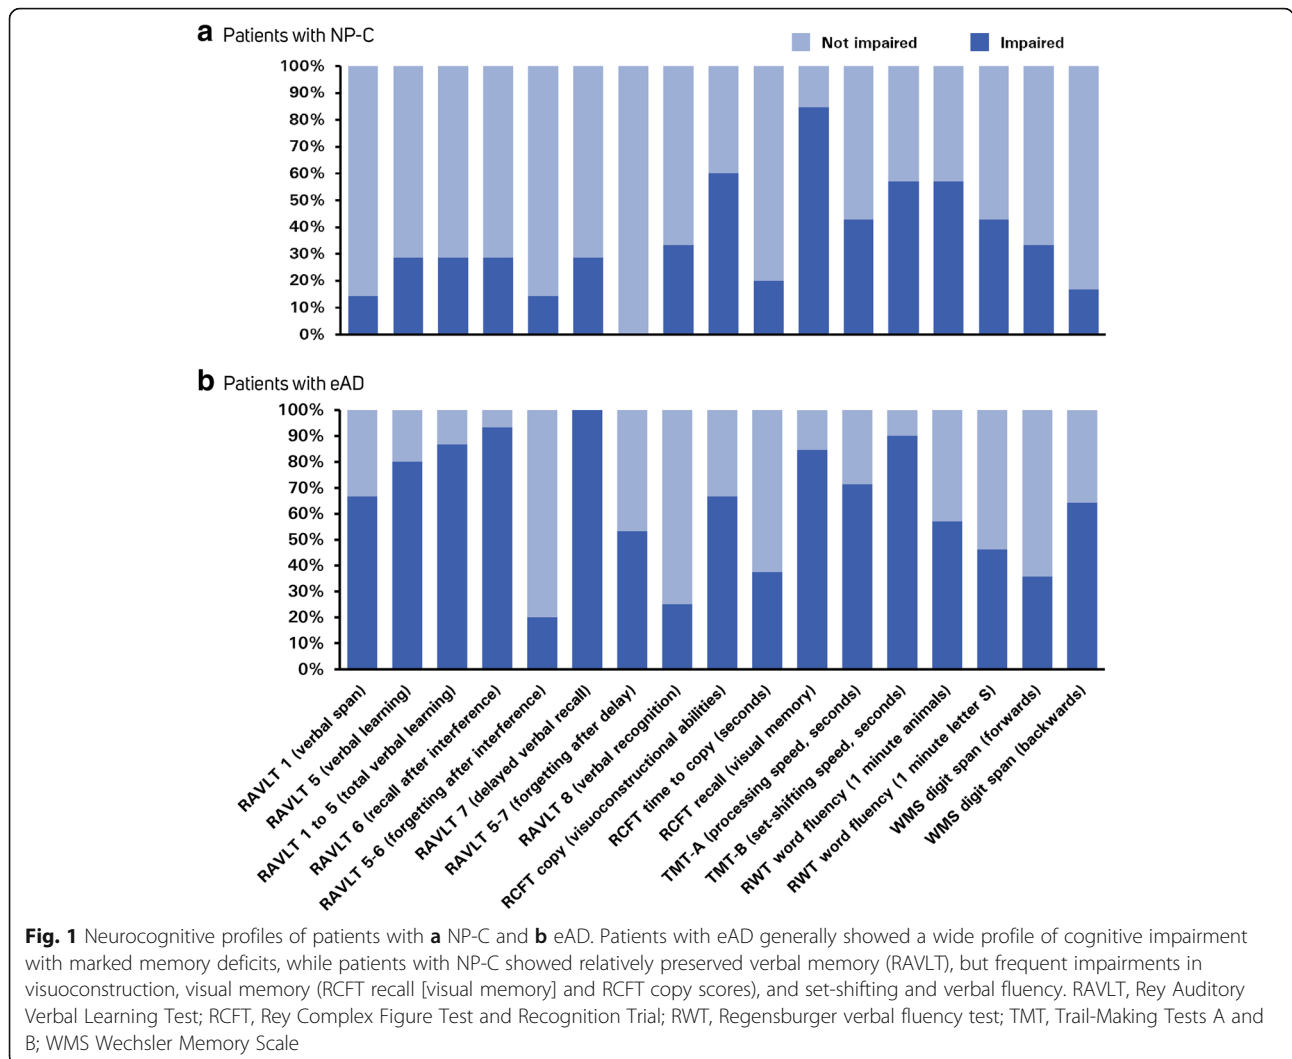 a Patients with NP-C
Not impaired
Impaired
100%
90%
80%
70%
60%
50%
40%
30%
20%
10%
0%
b Patients with eAD
100%
90%
80%
70%
60%
50%
40%
30%
20%
10%
0%
RAVLT 1 (verbal span)
RAVLT 5 (verbal learning)
RAVLT 1 to 5 (total verbal learning)
RAVLT 6 (recall after interference)
RAVLT 5-6 (forgetting after interference)
RAVLT 7 (delayed verbal recall)
RAVLT 5-7 (forgetting after delay)
RAVLT 8 (verbal recognition)
RCFT copy (visuoconstructional abilities)
RCFT time to copy (seconds)
RCFT recall (visual memory)
TMT-A (processing speed, seconds)
TMT-B (set-shifting speed, seconds)
RWT word fluency (1 minute animals)
RWT word fluency (1 minute letter S)
WMS digit span (forwards)
WMS digit span (backwards)
Fig. 1 Neurocognitive profiles of patients with a NP-C and b eAD. Patients with eAD generally showed a wide profile of cognitive impairment
with marked memory deficits, while patients with NP-C showed relatively preserved verbal memory (RAVLT), but frequent impairments in
visuoconstruction, visual memory (RCFT recall [visual memory] and RCFT copy scores), and set-shifting and verbal fluency. RAVLT, Rey Auditory
Verbal Learning Test; RCFT, Rey Complex Figure Test and Recognition Trial; RWT, Regensburger verbal fluency test; TMT, Trail-Making Tests A and
B; WMS Wechsler Memory Scale